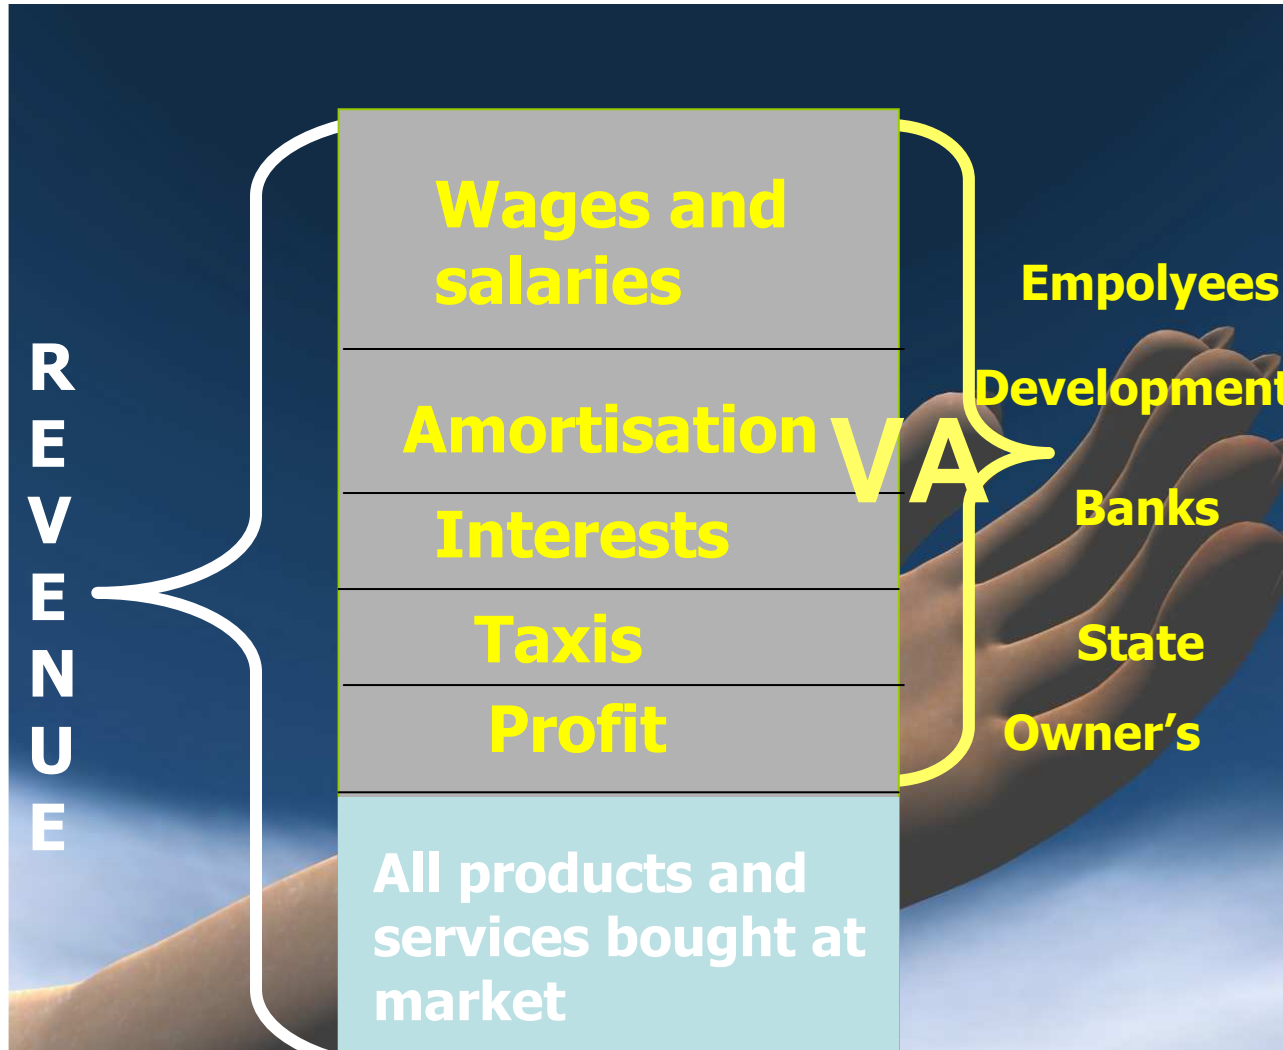 R
E
V
E
N
U
E
Wages and
salaries
Amortisation
Interests
Taxis
Profit
All products and
services bought at
market
VA
Empolyees
Development
Banks
State
Owner’s